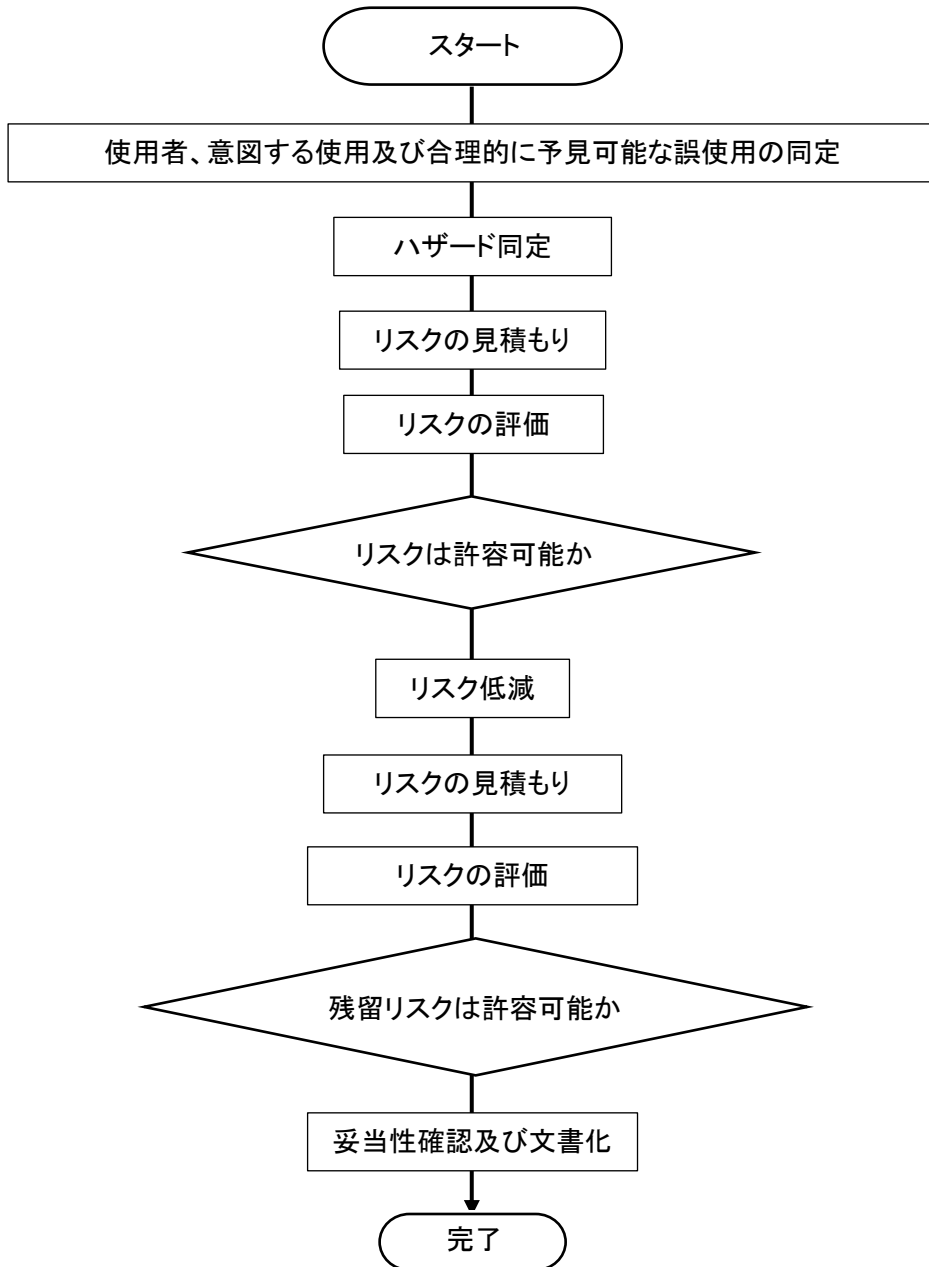 スタート
使用者、意図する使用及び合理的に予見可能な誤使用の同定
ハザード同定
リスクの見積もり
リスクの評価
リスクは許容可能か
リスク低減
リスクの見積もり
リスクの評価
残留リスクは許容可能か
妥当性確認及び文書化
完了